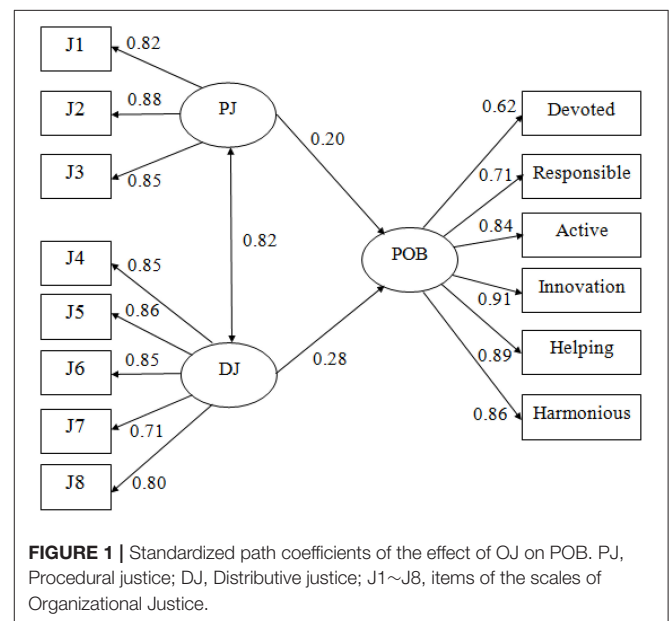 J1
0.82
J2
0.88
PJ
J3
0.85
0.20
0.62
Devoted
0.71
Responsible
0.84
Active
POB
0.91
Innovation
0.89
Helping
0.86
Harmonious
0.82
J4
0.85
J5
0.86
J6
0.85
DJ
0.28
J7
0.71
J8
0.80
FIGURE 1 | Standardized path coefficients of the effect of OJ on POB. PJ,
Procedural justice; DJ, Distributive justice; J1~J8, items of the scales of
Organizational Justice.